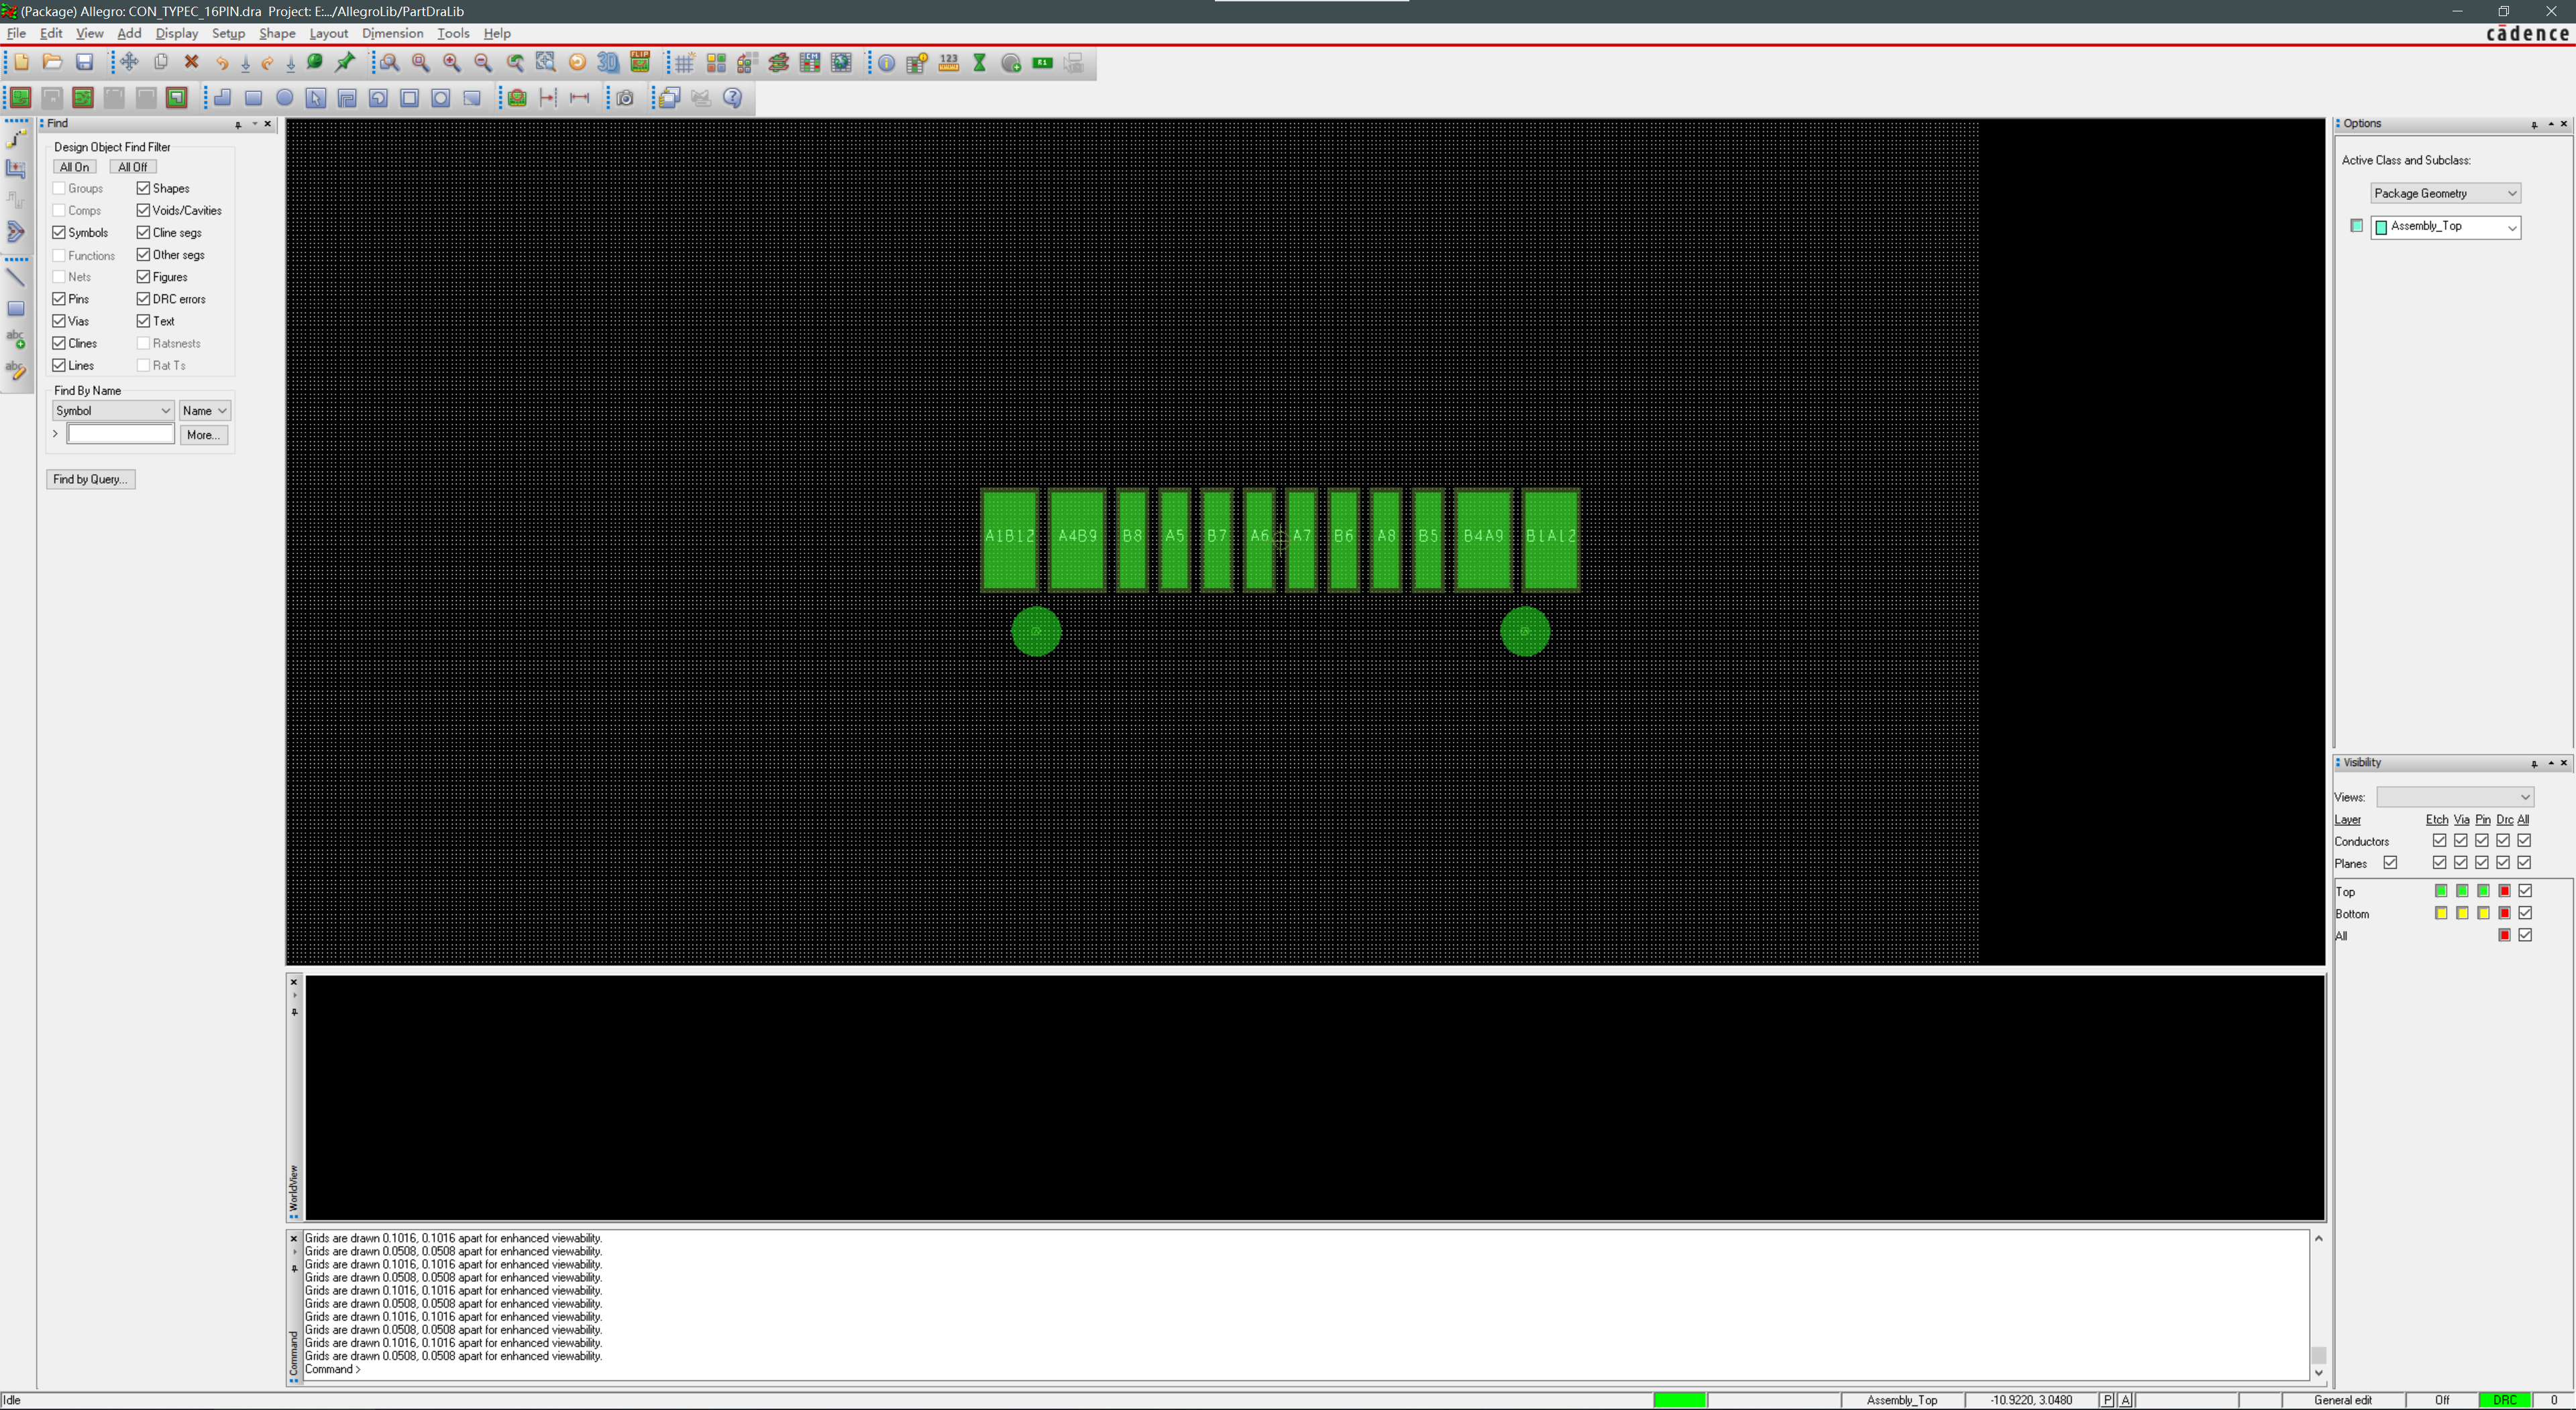 (Package) Allegro: CON_TYPEC_16PIN.dra Project: E:.../AllegroLib/PartDraLib
File Edit View Add Display Setup Shape Layout Dimension Tools Help
cādence
Find
Design Object Find Filter
All On All Off
Groups Shapes
Comps Voids/Cavities
Symbols Cline segs
Functions Other segs
Nets Figures
Pins DRC errors
Vias Text
Clines Ratsnests
Lines Rat Ts
Find By Name
Symbol Name
> More...
Find by Query...
A1B12 A4B9 B8 A5 B7 A6 A7 B6 A8 B5 B4A9 B1A12
Options
Active Class and Subclass:
Package Geometry
Assembly_Top
Visibility
Views:
Layer Etch Via Pin Drc All
Conductors
Planes
Top
Bottom
All
WorldView
Command
Grids are drawn 0.1016, 0.1016 apart for enhanced viewability.
Grids are drawn 0.0508, 0.0508 apart for enhanced viewability.
Grids are drawn 0.1016, 0.1016 apart for enhanced viewability.
Grids are drawn 0.0508, 0.0508 apart for enhanced viewability.
Grids are drawn 0.1016, 0.1016 apart for enhanced viewability.
Grids are drawn 0.0508, 0.0508 apart for enhanced viewability.
Grids are drawn 0.1016, 0.1016 apart for enhanced viewability.
Grids are drawn 0.0508, 0.0508 apart for enhanced viewability.
Grids are drawn 0.1016, 0.1016 apart for enhanced viewability.
Grids are drawn 0.0508, 0.0508 apart for enhanced viewability.
Command >
Idle Assembly_Top -10.9220, 3.0480 P A General edit Off DRC 0